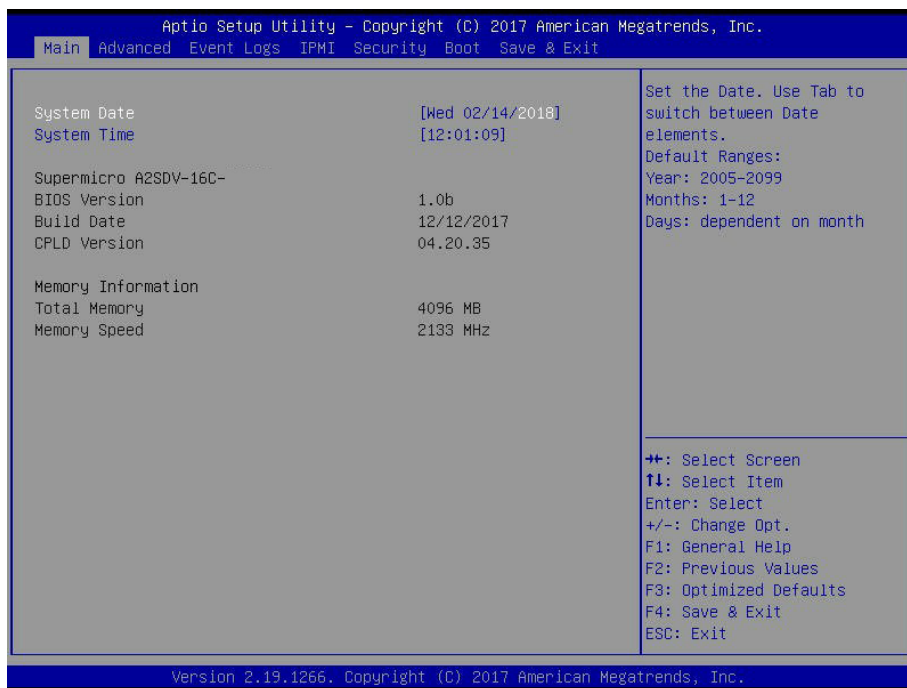 Aptio Setup Utility – Copyright (C) 2017 American Megatrends, Inc.
Main Advanced Event Logs IPMI Security Boot Save & Exit
System Date [Wed 02/14/2018]
System Time [12:01:09]
Supermicro A2SDV-16C-
BIOS Version 1.0b
Build Date 12/12/2017
CPLD Version 04.20.35
Memory Information
Total Memory 4096 MB
Memory Speed 2133 MHz
Set the Date. Use Tab to
switch between Date
elements.
Default Ranges:
Year: 2005-2099
Months: 1-12
Days: dependent on month
→←: Select Screen
↑↓: Select Item
Enter: Select
+/-: Change Opt.
F1: General Help
F2: Previous Values
F3: Optimized Defaults
F4: Save & Exit
ESC: Exit
Version 2.19.1266. Copyright (C) 2017 American Megatrends, Inc.